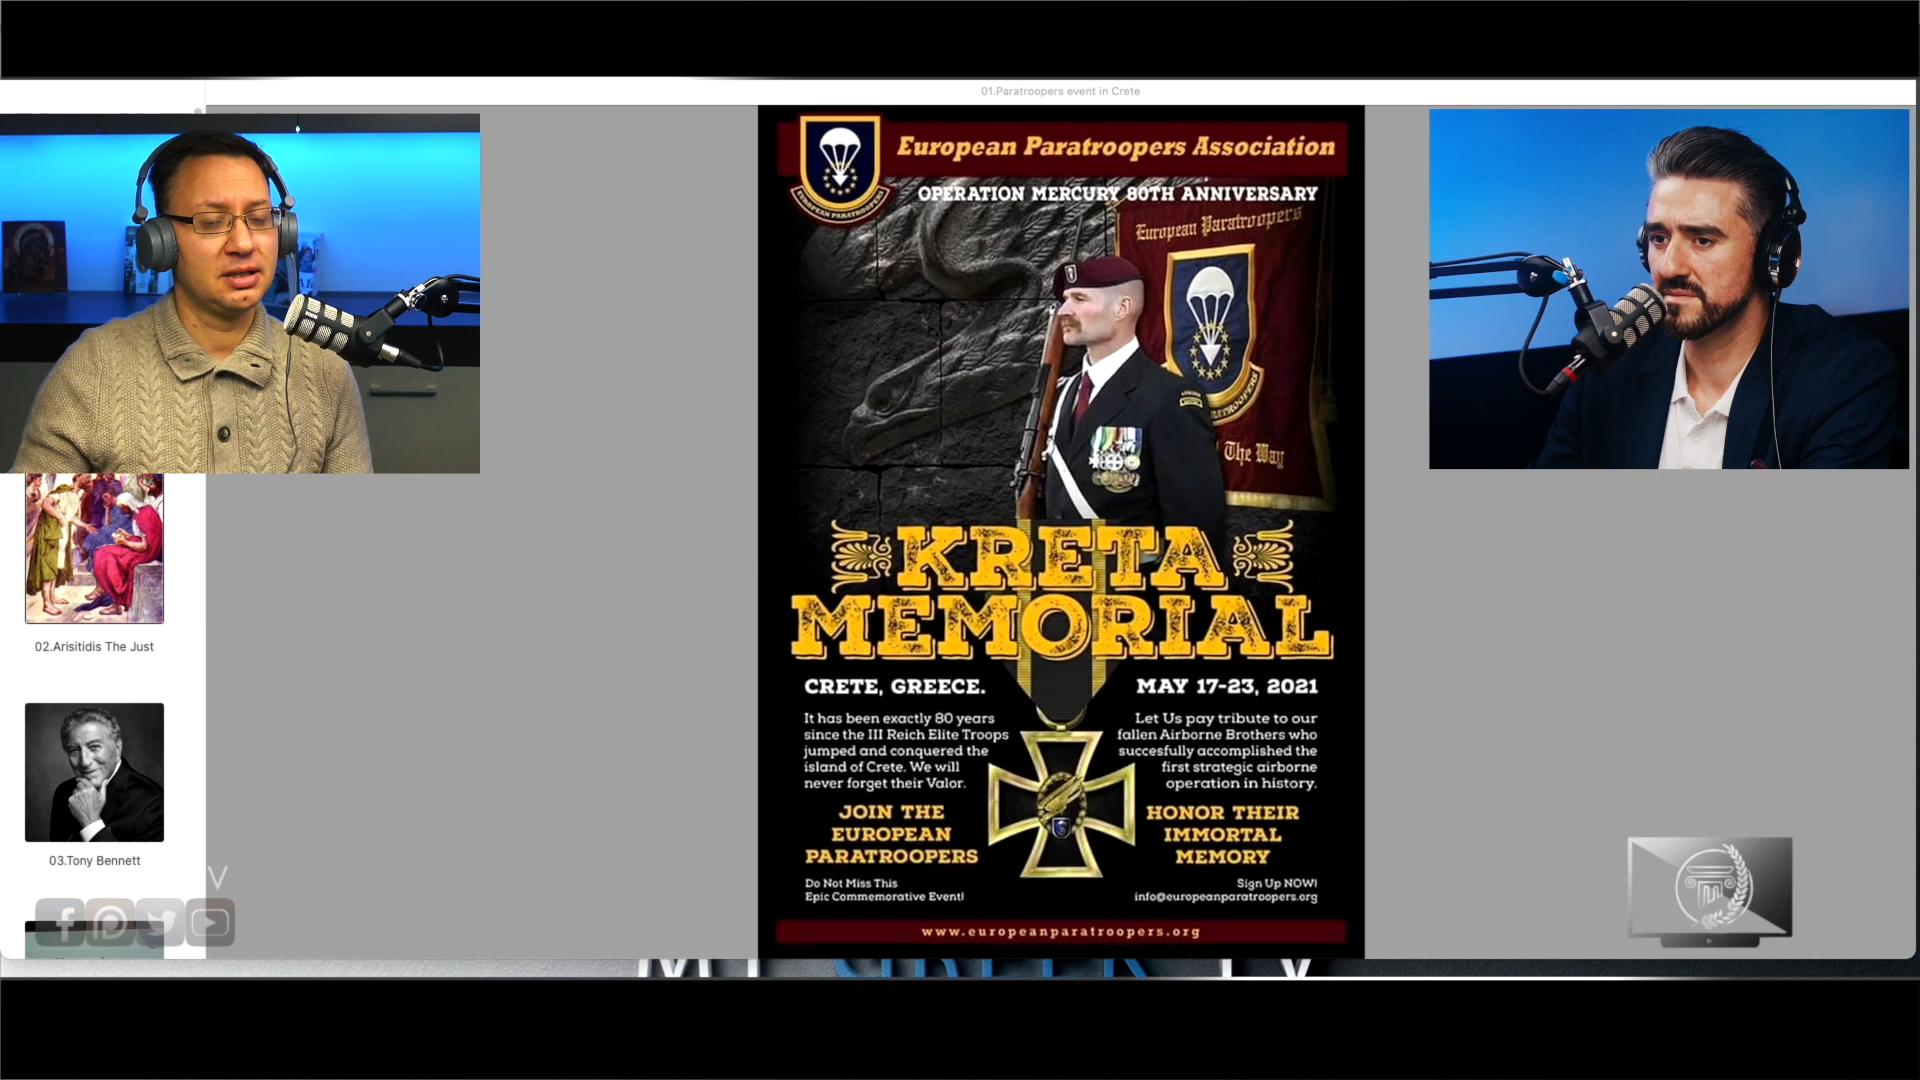 01.Paratroopers event in Crete
European Paratroopers Association
OPERATION MERCURY 80TH ANNIVERSARY
EUROPEAN PARATROOPERS
European Paratroopers
The Way
KRETA
MEMORIAL
CRETE, GREECE.
It has been exactly 80 years
since the III Reich Elite Troops
jumped and conquered the
island of Crete. We will
never forget their Valor.
JOIN THE
EUROPEAN
PARATROOPERS
Do Not Miss This
Epic Commemorative Event!
MAY 17-23, 2021
Let Us pay tribute to our
fallen Airborne Brothers who
succesfully accomplished the
first strategic airborne
operation in history.
HONOR THEIR
IMMORTAL
MEMORY
Sign Up NOW!
info@europeanparatroopers.org
www.europeanparatroopers.org
02.Arisitidis The Just
03.Tony Bennett